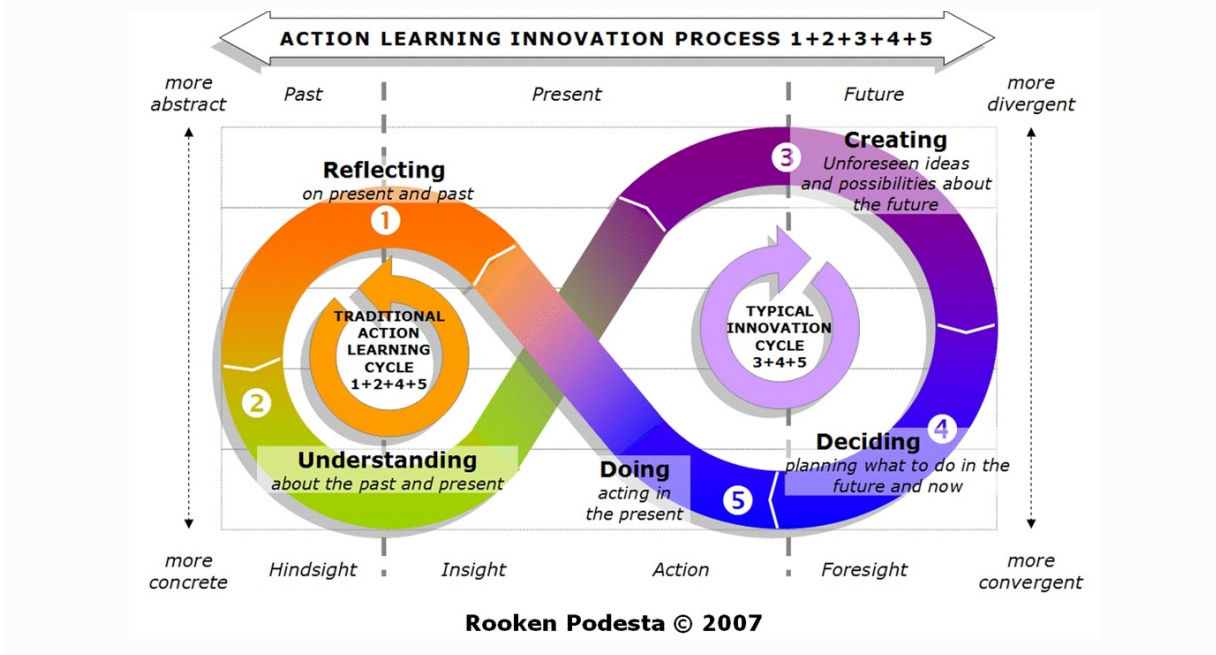 ACTION LEARNING INNOVATION PROCESS 1+2+3+4+5
more
abstract
Past
Present
Future
more
divergent
Reflecting
on present and past
1
3
Creating
Unforeseen ideas
and possibilities about
the future
TRADITIONAL
ACTION
LEARNING
CYCLE
1+2+4+5
TYPICAL
INNOVATION
CYCLE
3+4+5
2
Understanding
about the past and present
Doing
acting in
the present
5
4
Deciding
planning what to do in the
future and now
more
concrete
Hindsight
Insight
Action
Foresight
more
convergent
Rooken Podesta © 2007